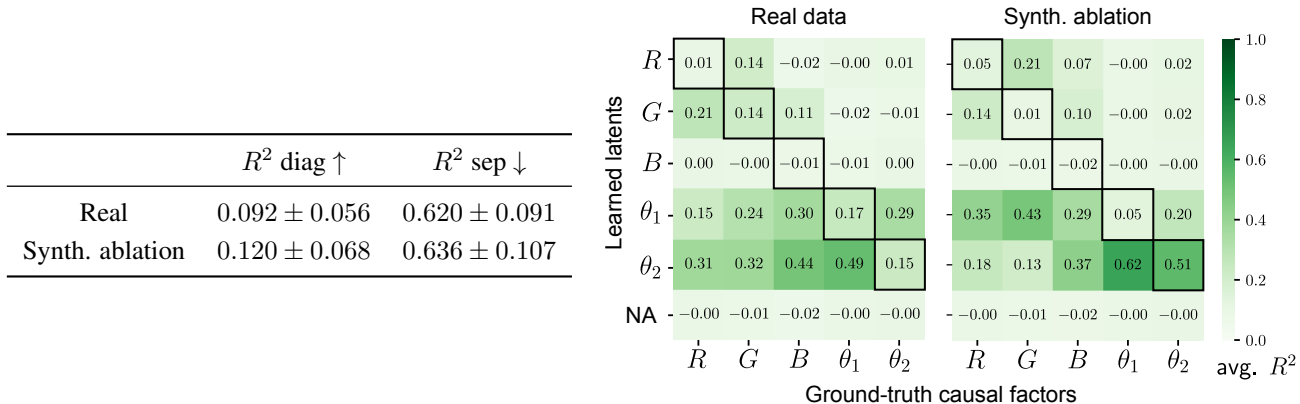 R² diag ↑ R² sep ↓
Real 0.092 ± 0.056 0.620 ± 0.091
Synth. ablation 0.120 ± 0.068 0.636 ± 0.107
Real data Synth. ablation
Learned latents
R 0.01 0.14 −0.02 −0.00 0.01 0.05 0.21 0.07 −0.00 0.02
G 0.21 0.14 0.11 −0.02 −0.01 0.14 0.01 0.10 −0.00 0.02
B 0.00 −0.00 −0.01 −0.01 0.00 −0.00 −0.01 −0.02 0.00 −0.00
θ₁ 0.15 0.24 0.30 0.17 0.29 0.35 0.43 0.29 0.05 0.20
θ₂ 0.31 0.32 0.44 0.49 0.15 0.18 0.13 0.37 0.62 0.51
NA −0.00 −0.01 −0.02 −0.00 −0.00 −0.00 −0.01 −0.02 −0.00 −0.00
R G B θ₁ θ₂ R G B θ₁ θ₂
Ground-truth causal factors
1.0
0.8
0.6
0.4
0.2
0.0
avg. R²